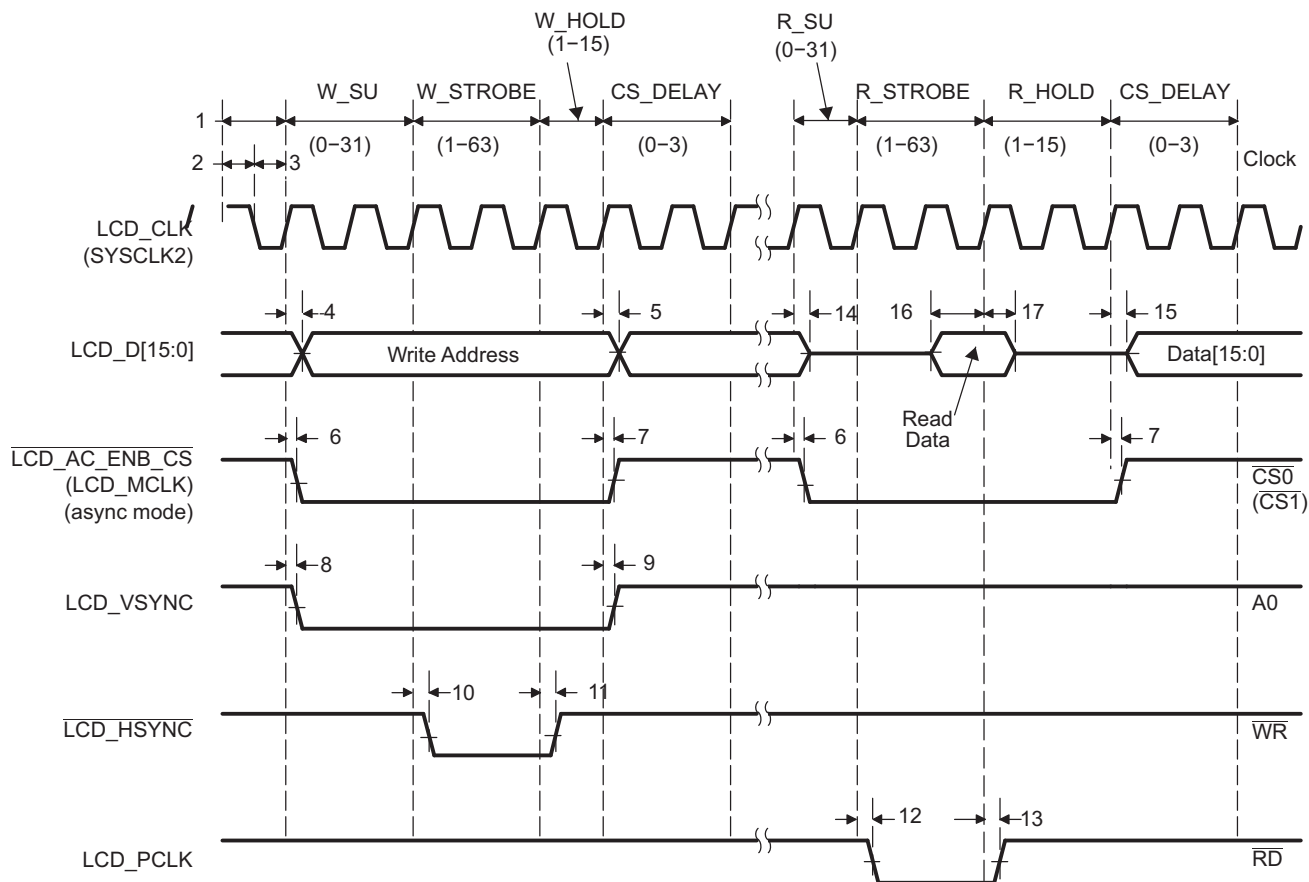 W_HOLD
(1−15)
R_SU
(0−31)
W_SU
W_STROBE
CS_DELAY
R_STROBE
R_HOLD
CS_DELAY
1
(0−31)
(1−63)
(0−3)
(1−63)
(1−15)
(0−3)
2
3
Clock
LCD_CLK
(SYSCLK2)
4
5
14
16
17
15
LCD_D[15:0]
Write Address
Data[15:0]
Read
Data
6
7
6
7
LCD_AC_ENB_CS
(LCD_MCLK)
(async mode)
CS0
(CS1)
8
9
LCD_VSYNC
A0
10
11
LCD_HSYNC
WR
12
13
LCD_PCLK
RD